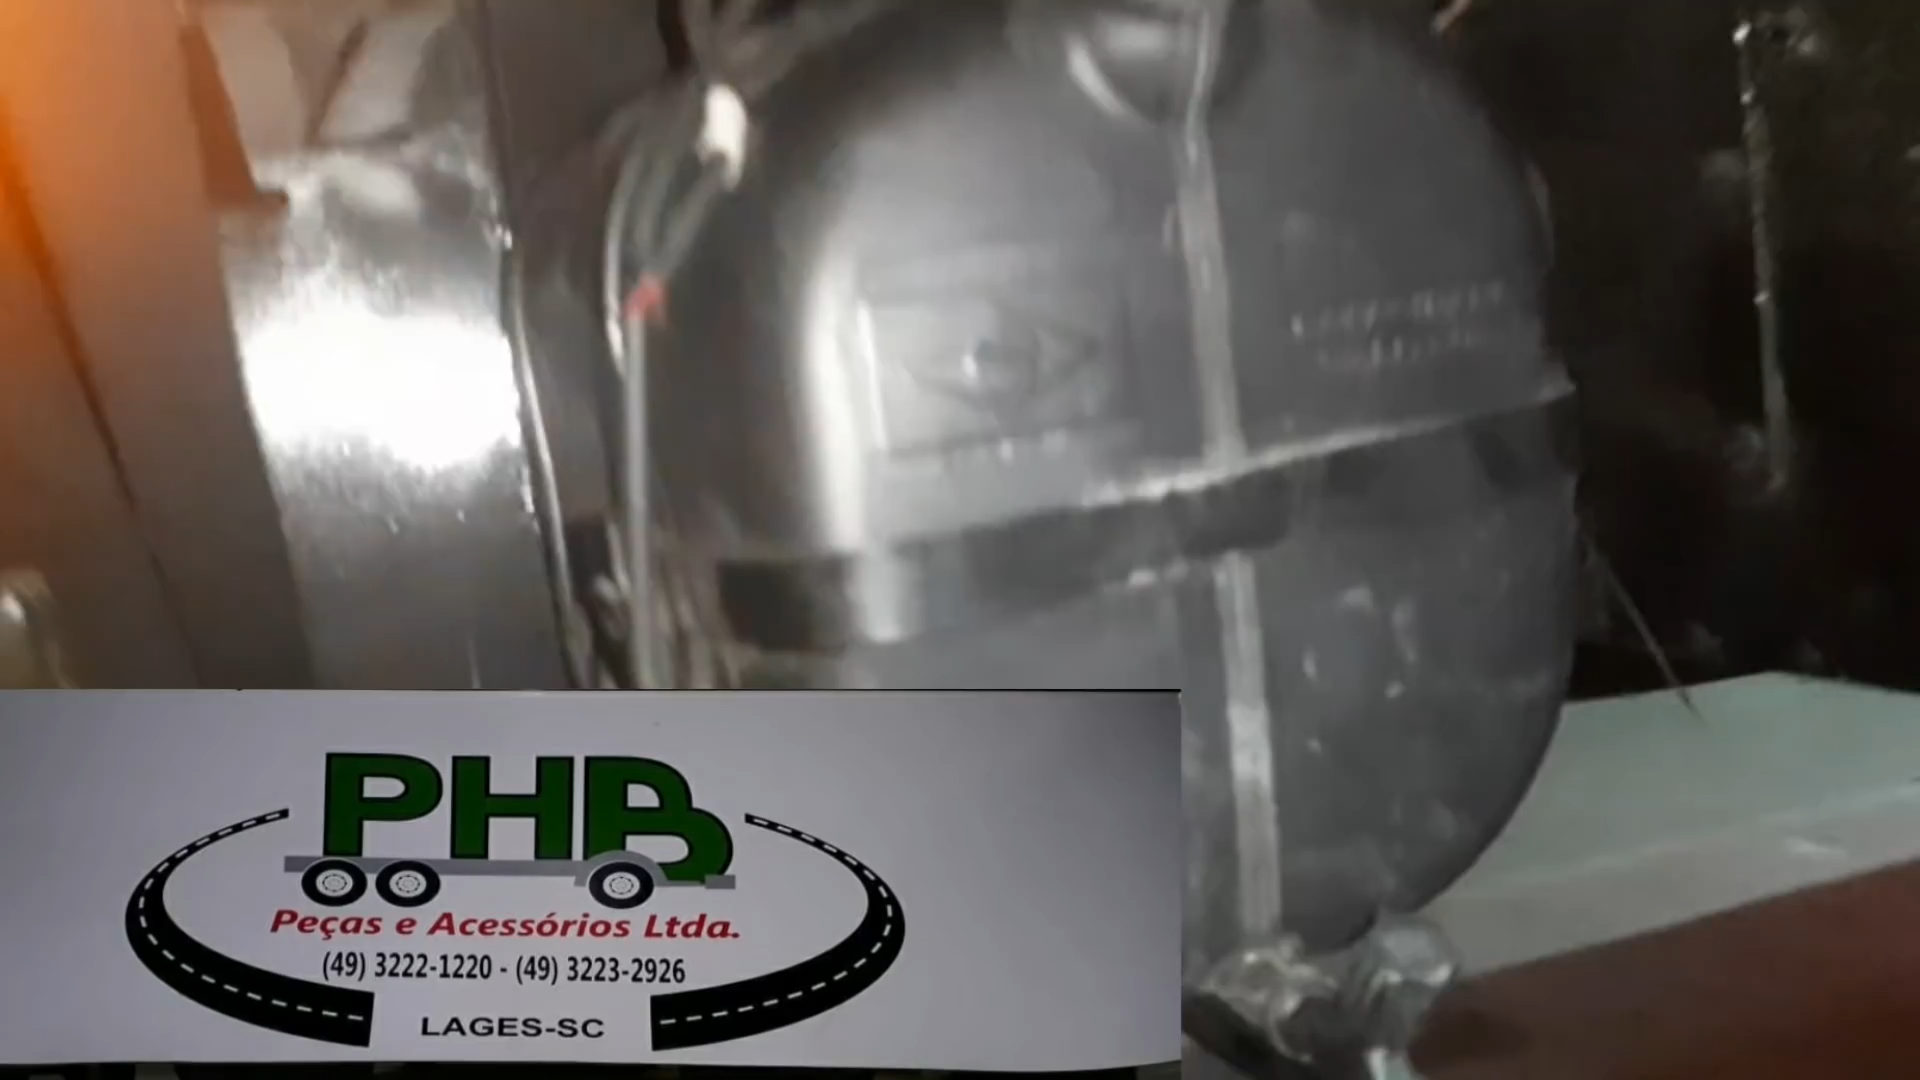 PHB
Peças e Acessórios Ltda.
(49) 3222-1220 - (49) 3223-2926
LAGES-SC